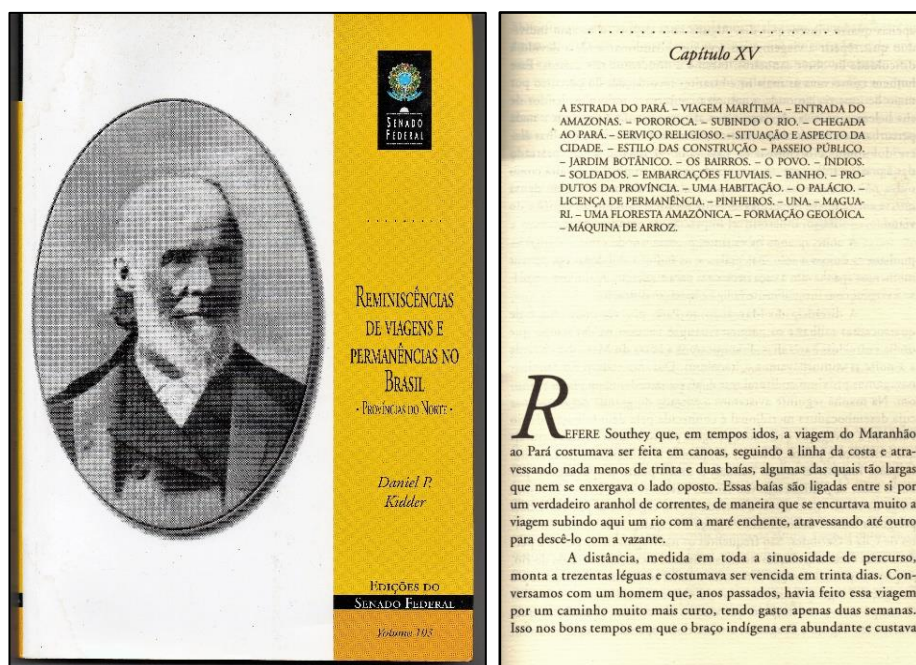 SENADO
FEDERAL
REMINISCÊNCIAS
DE VIAGENS E
PERMANÊNCIAS NO
BRASIL
- PROVÍNCIAS DO NORTE -
Daniel P.
Kidder
EDIÇÕES DO
SENADO FEDERAL
Volume 103
Capítulo XV
A ESTRADA DO PARÁ. – VIAGEM MARÍTIMA. – ENTRADA DO
AMAZONAS. – POROROCA. – SUBINDO O RIO. – CHEGADA
AO PARÁ. – SERVIÇO RELIGIOSO. – SITUAÇÃO E ASPECTO DA
CIDADE. – ESTILO DAS CONSTRUÇÃO – PASSEIO PÚBLICO.
– JARDIM BOTÂNICO. – OS BAIRROS. – O POVO. – ÍNDIOS.
– SOLDADOS. – EMBARCAÇÕES FLUVIAIS. – BANHO. – PRO-
DUTOS DA PROVÍNCIA. – UMA HABITAÇÃO. – O PALÁCIO. –
LICENÇA DE PERMANÊNCIA. – PINHEIROS. – UNA. – MAGUA-
RI. – UMA FLORESTA AMAZÔNICA. – FORMAÇÃO GEOLÓICA.
– MÁQUINA DE ARROZ.
REFERE Southey que, em tempos idos, a viagem do Maranhão
ao Pará costumava ser feita em canoas, seguindo a linha da costa e atra-
vessando nada menos de trinta e duas baías, algumas das quais tão largas
que nem se enxergava o lado oposto. Essas baías são ligadas entre si por
um verdadeiro aranhol de correntes, de maneira que se encurtava muito a
viagem subindo aqui um rio com a maré enchente, atravessando até outro
para descê-lo com a vazante.
A distância, medida em toda a sinuosidade de percurso,
monta a trezentas léguas e costumava ser vencida em trinta dias. Con-
versamos com um homem que, anos passados, havia feito essa viagem
por um caminho muito mais curto, tendo gasto apenas duas semanas.
Isso nos bons tempos em que o braço indígena era abundante e custava